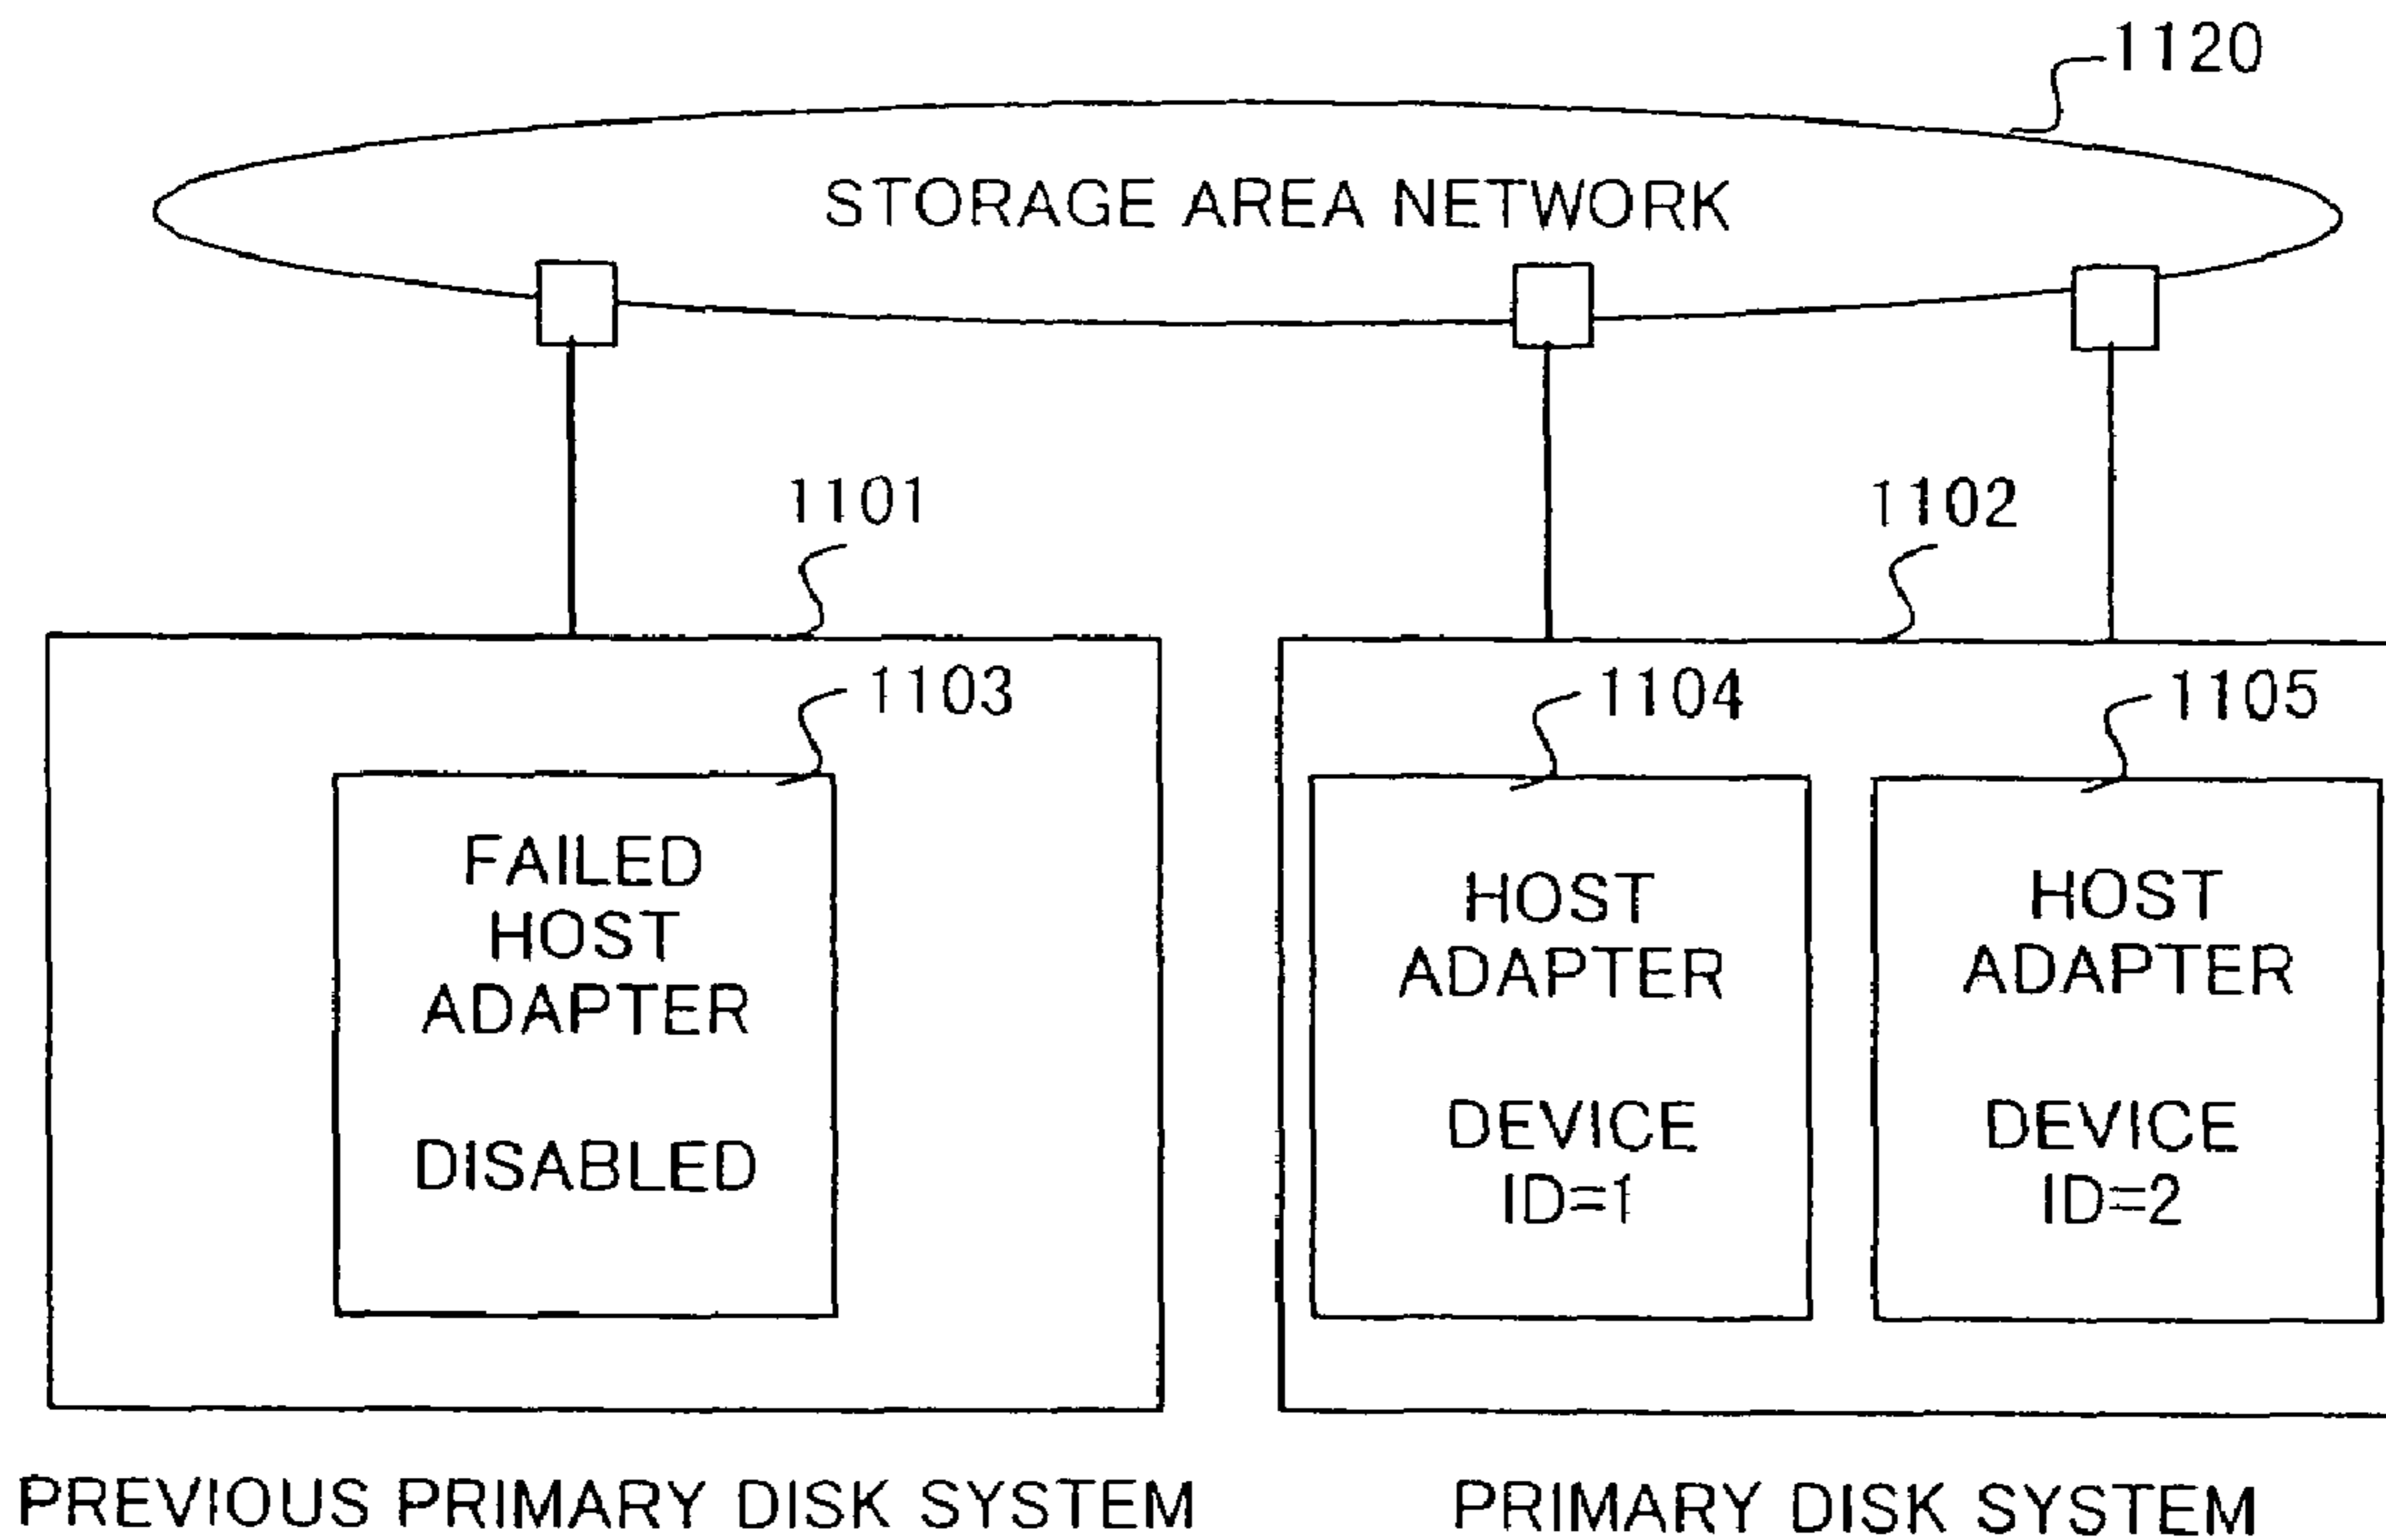 1120
STORAGE AREA NETWORK
1101
1102
1103
1104
1105
FAILED
HOST
ADAPTER
DISABLED
HOST
ADAPTER
DEVICE
ID=1
HOST
ADAPTER
DEVICE
ID=2
PREVIOUS PRIMARY DISK SYSTEM
PRIMARY DISK SYSTEM